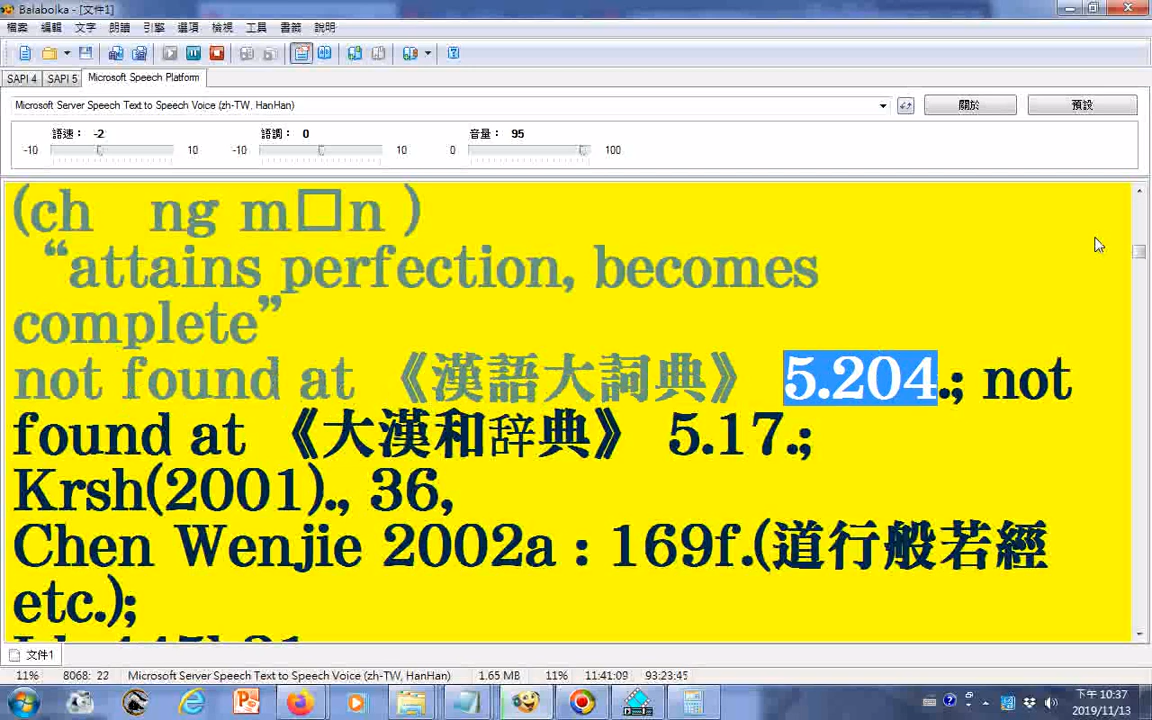 Balabolka - [文件1]
檔案 編輯 文字 朗讀 引擎 選項 檢視 工具 書籤 說明
SAPI 4 SAPI 5 Microsoft Speech Platform
Microsoft Server Speech Text to Speech Voice (zh-TW, HanHan) 關於 預設
語速： -2 語調： 0 音量： 95
-10 10 -10 10 0 100
(ch ng m□n )
“attains perfection, becomes
complete”
not found at 《漢語大詞典》 5.204.; not
found at 《大漢和辞典》 5.17.;
Krsh(2001)., 36,
Chen Wenjie 2002a : 169f.(道行般若經
etc.);
文件1
11% 8068: 22 Microsoft Server Speech Text to Speech Voice (zh-TW, HanHan) 1.65 MB 11% 11:41:09 93:23:45
下午 10:37
2019/11/13